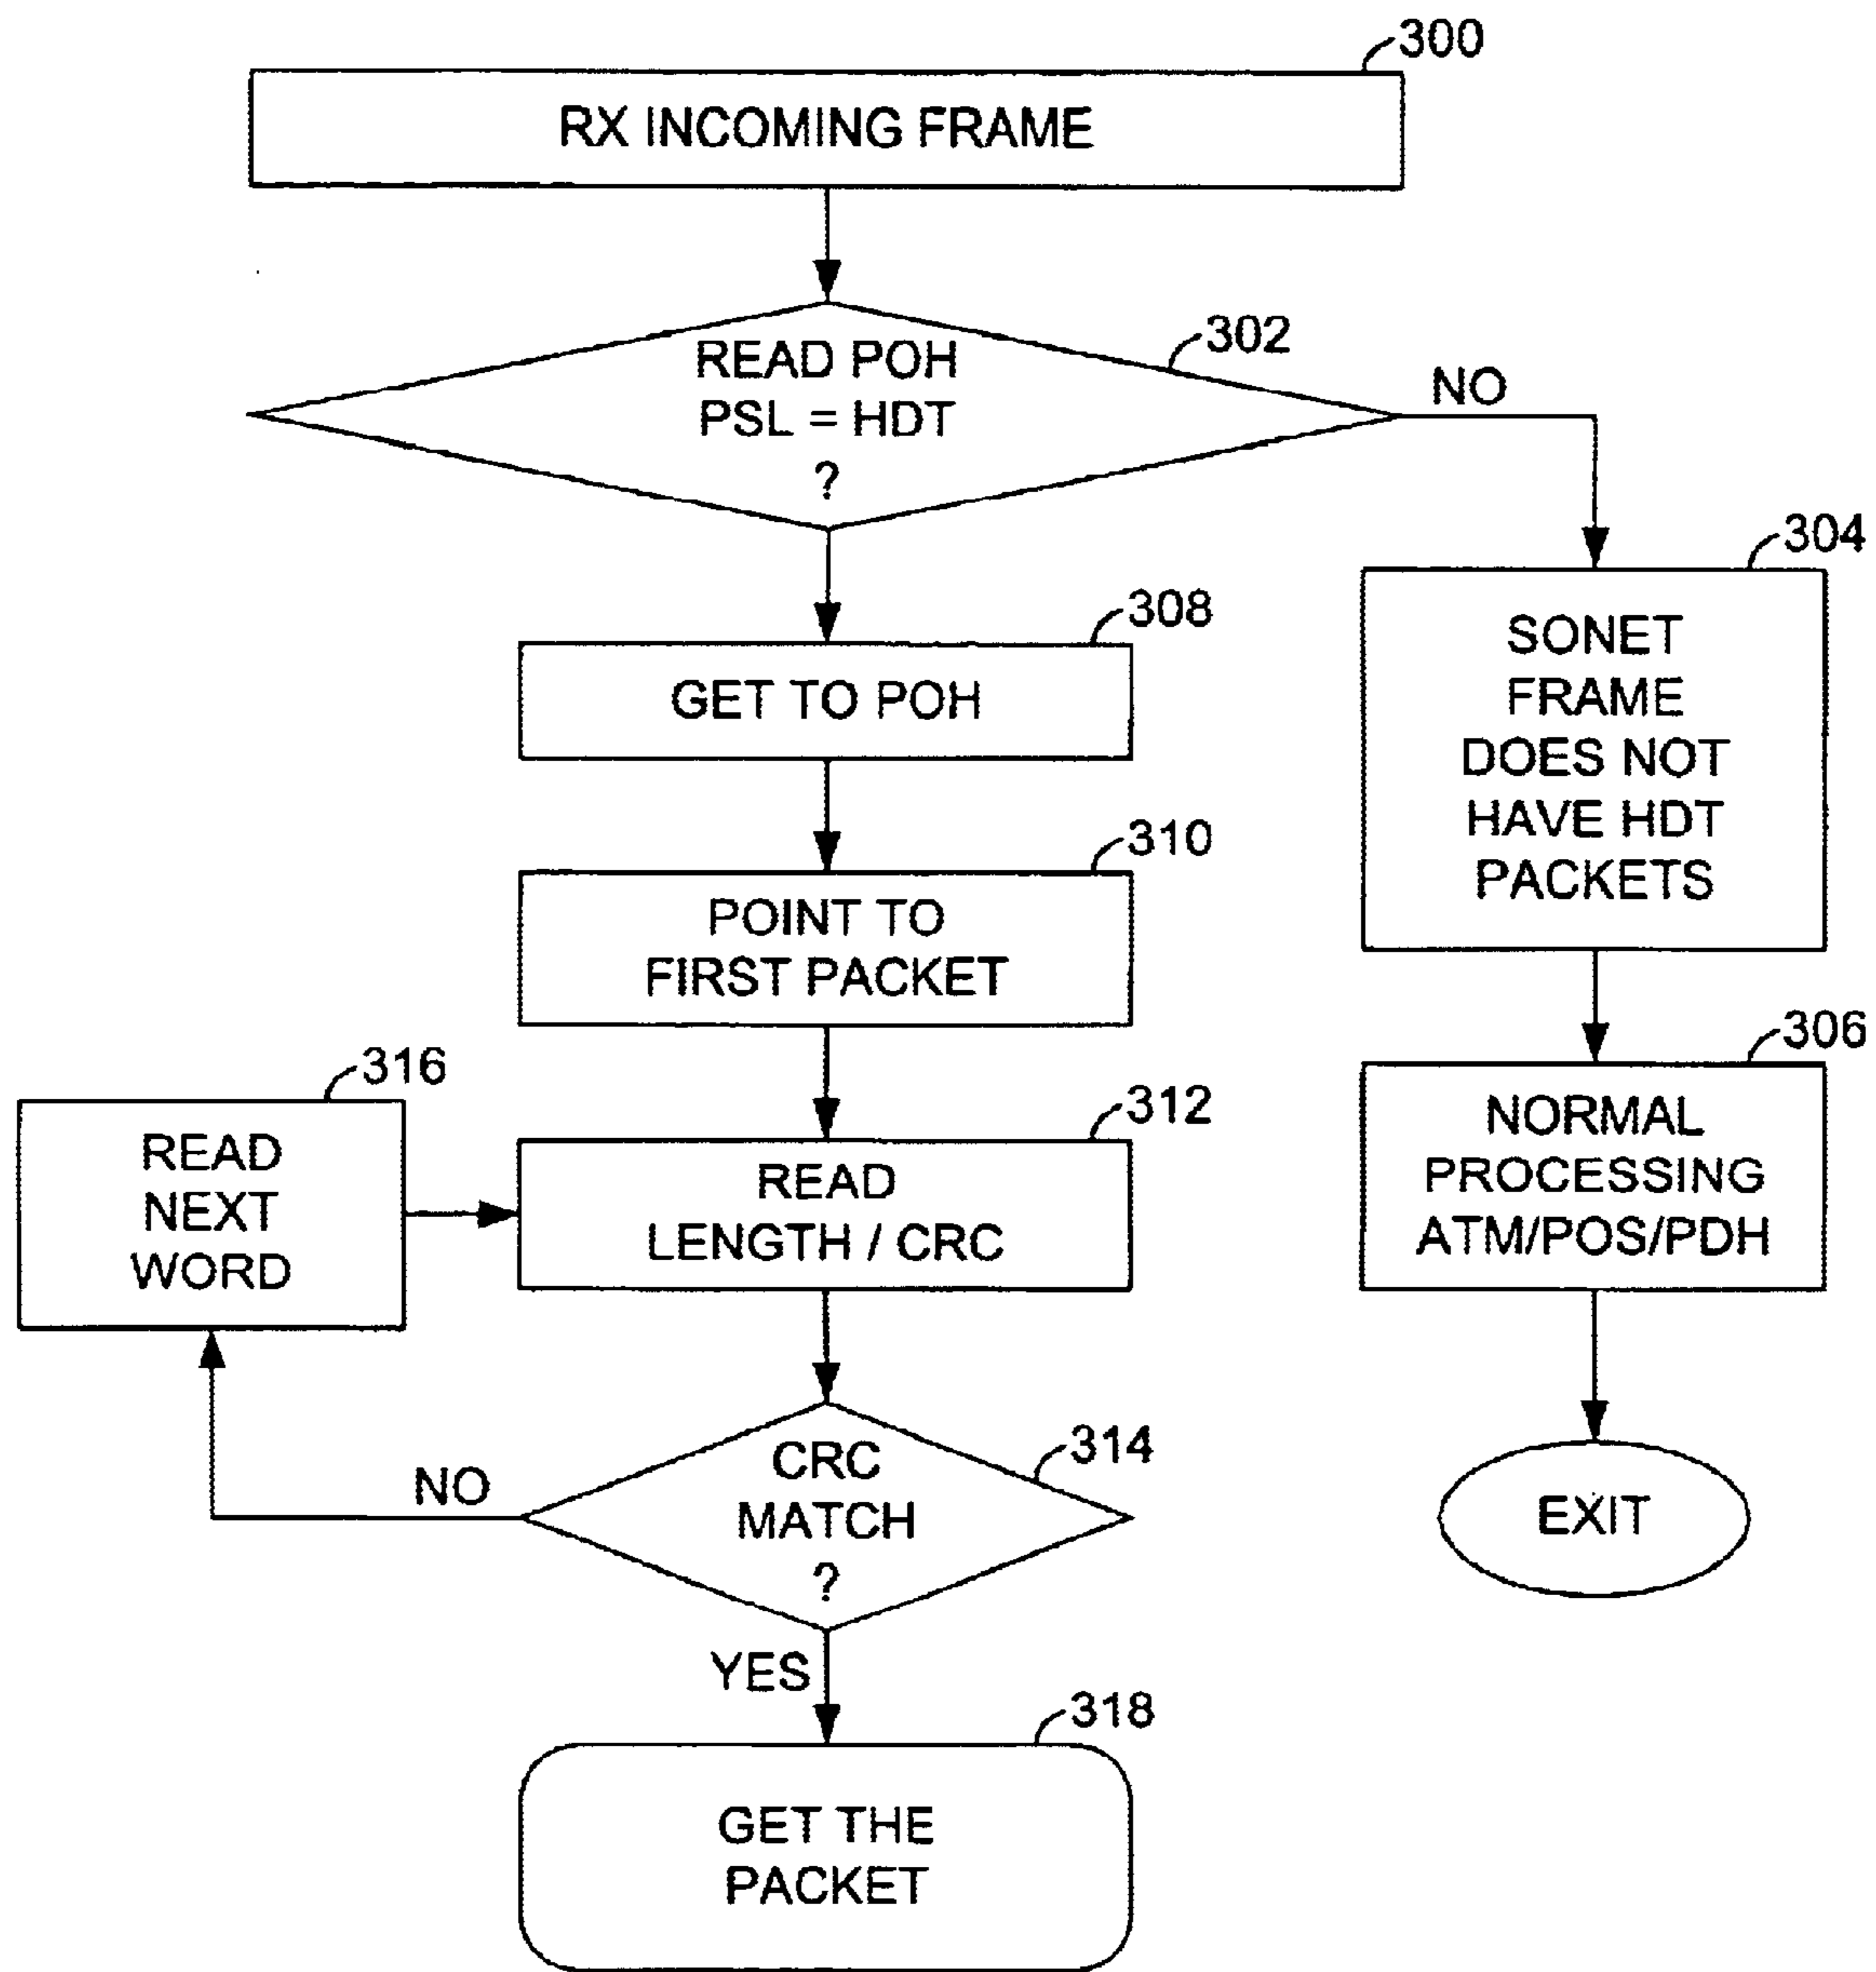 300
RX INCOMING FRAME
302
READ POH
PSL = HDT
?
NO
304
SONET
FRAME
DOES NOT
HAVE HDT
PACKETS
308
GET TO POH
310
POINT TO
FIRST PACKET
306
NORMAL
PROCESSING
ATM/POS/PDH
316
READ
NEXT
WORD
312
READ
LENGTH / CRC
314
CRC
MATCH
?
NO
EXIT
YES
318
GET THE
PACKET